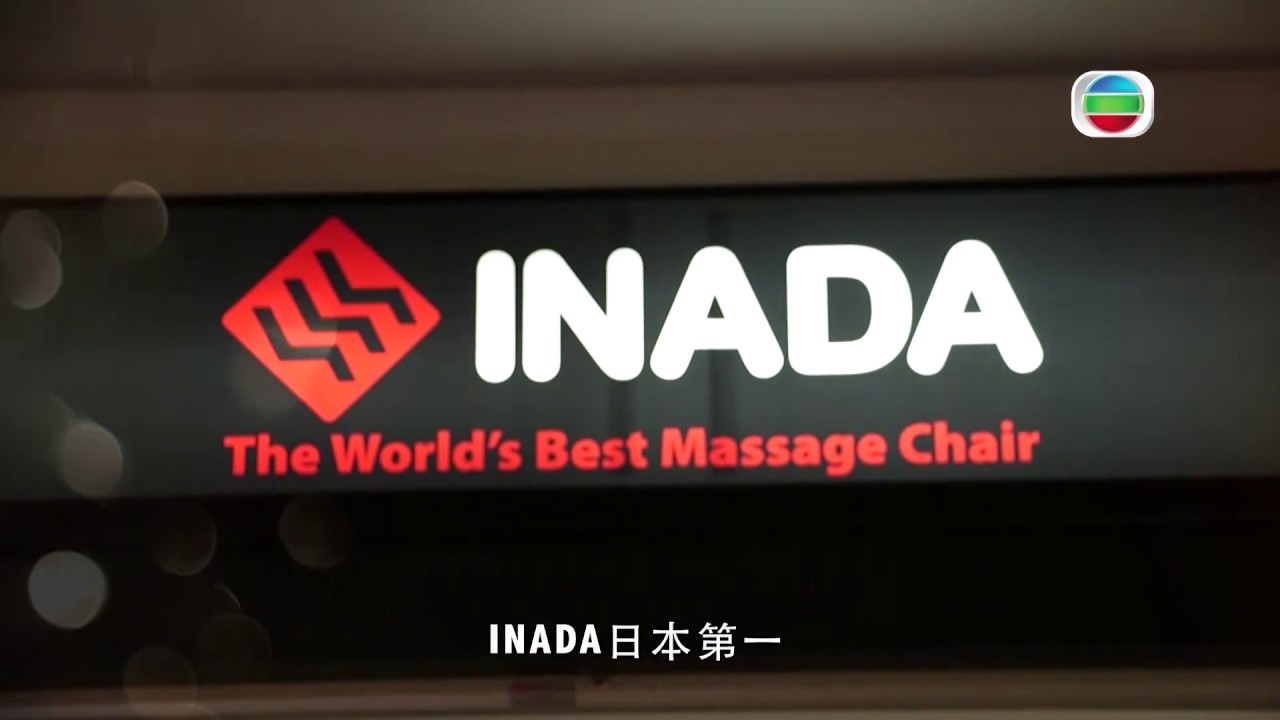 INADA
The World's Best Massage Chair
INADA日本第一